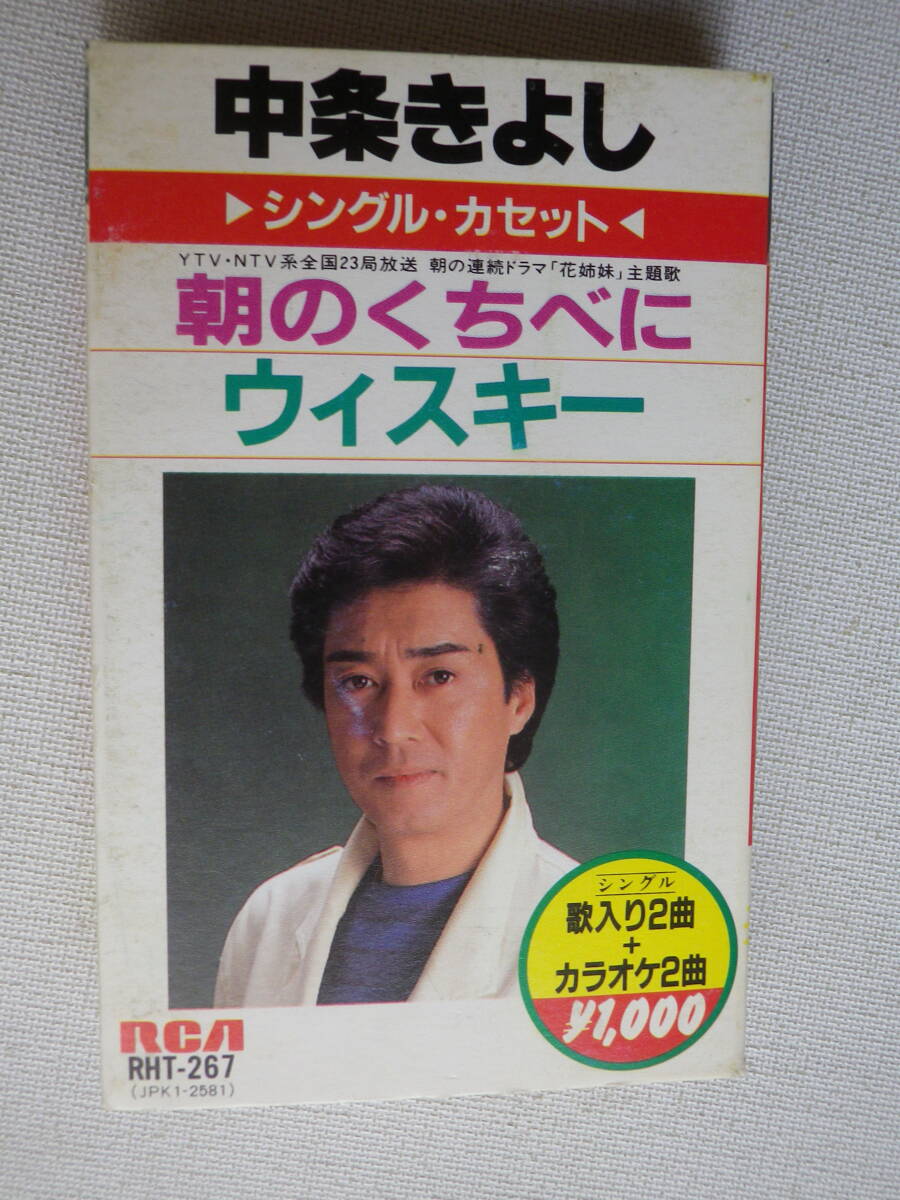 中条きよし
▶シングル・カセット◀
YTV・NTV系全国23局放送 朝の連続ドラマ「花姉妹」主題歌
朝のくちべに
ウィスキー
シングル
歌入り2曲
+
カラオケ2曲
¥1,000
RCA
RHT-267
(JPK1-2581)